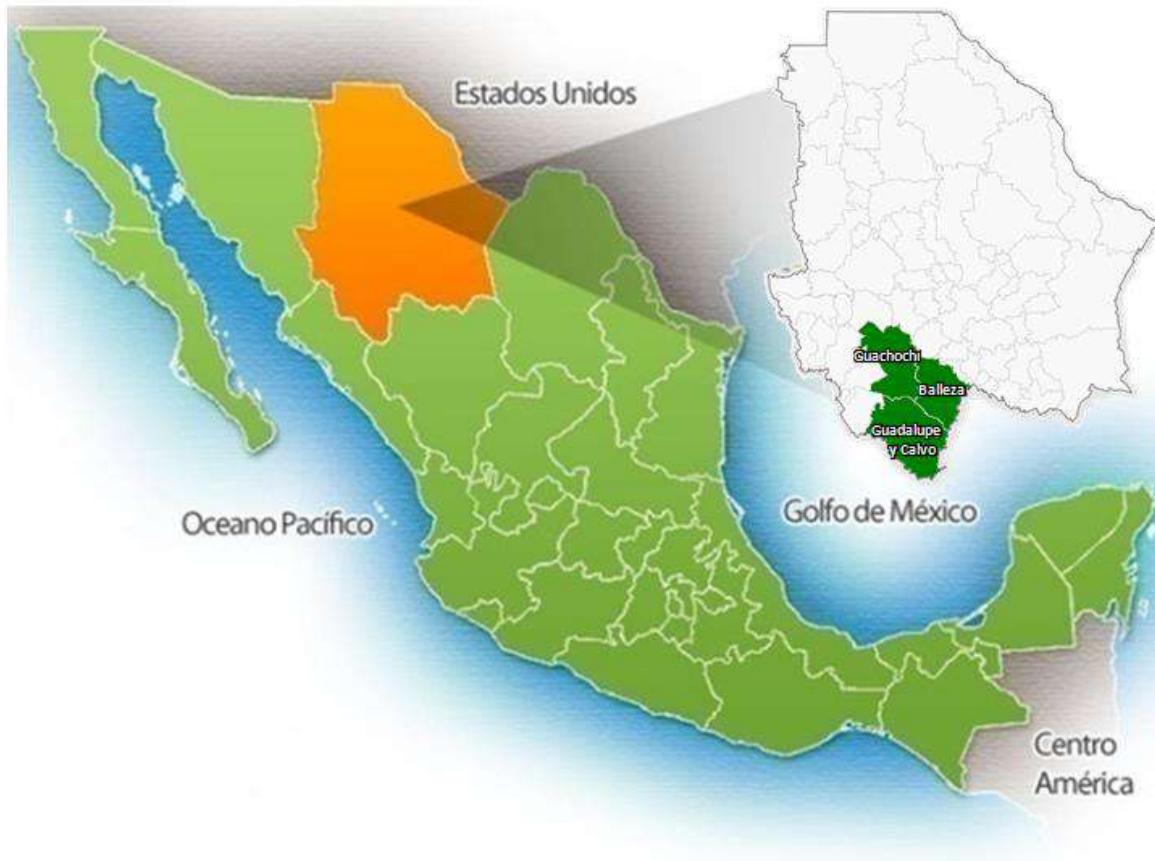 Estados Unidos
Guachochi
Balleza
Guadalupe
y Calvo
Golfo de México
Oceano Pacífico
Centro
América